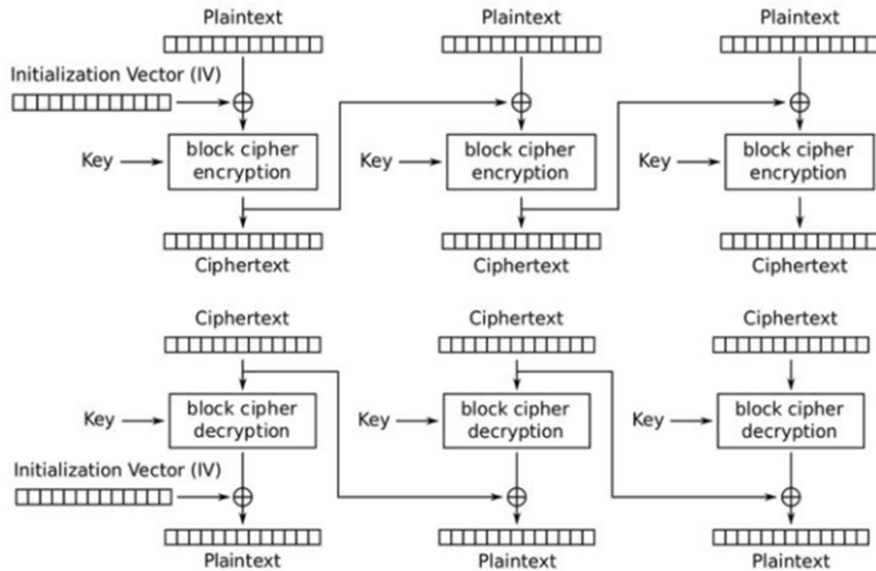 Plaintext Plaintext Plaintext
Initialization Vector (IV)
Key block cipher encryption Key block cipher encryption Key block cipher encryption
Ciphertext Ciphertext Ciphertext
Ciphertext Ciphertext Ciphertext
Key block cipher decryption Key block cipher decryption Key block cipher decryption
Initialization Vector (IV)
Plaintext Plaintext Plaintext